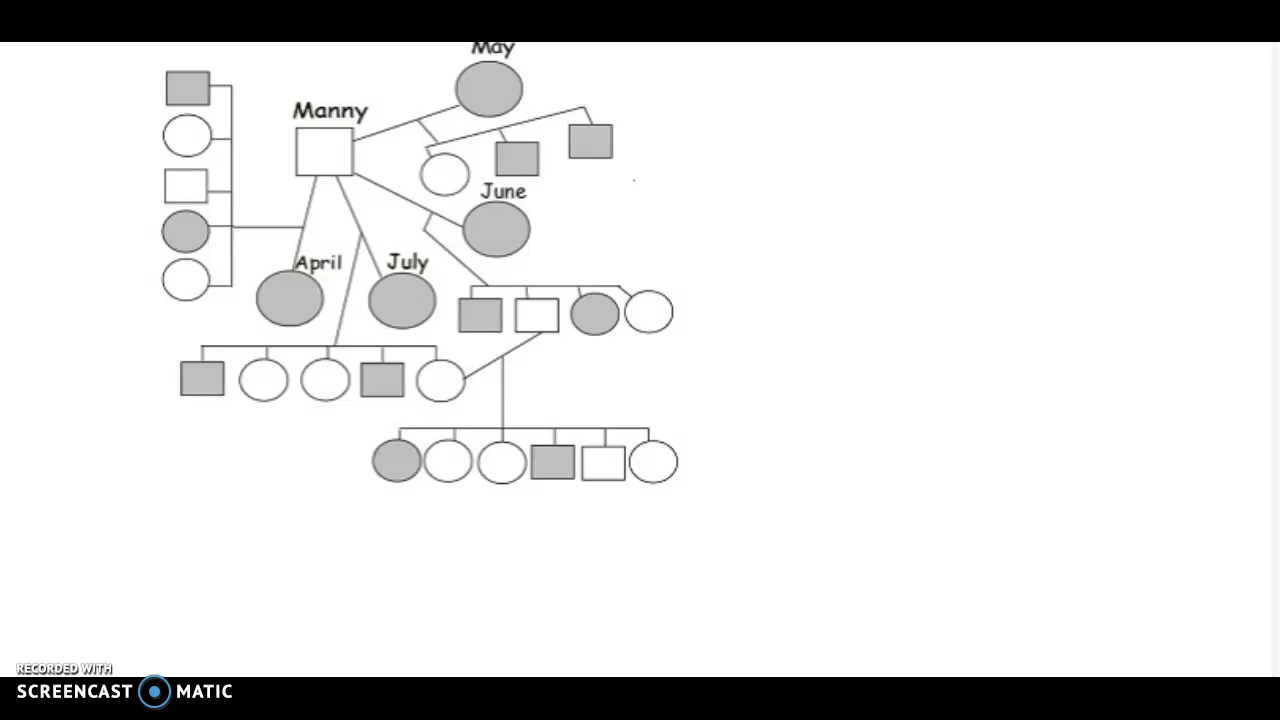 May
Manny
June
April
July
RECORDED WITH
SCREENCAST MATIC